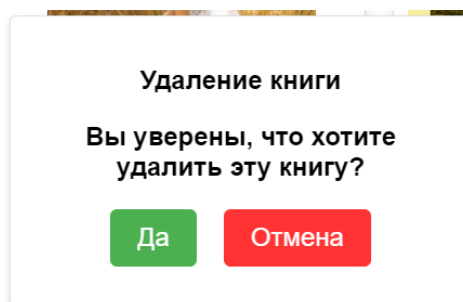 Удаление книги
Вы уверены, что хотите
удалить эту книгу?
Да
Отмена